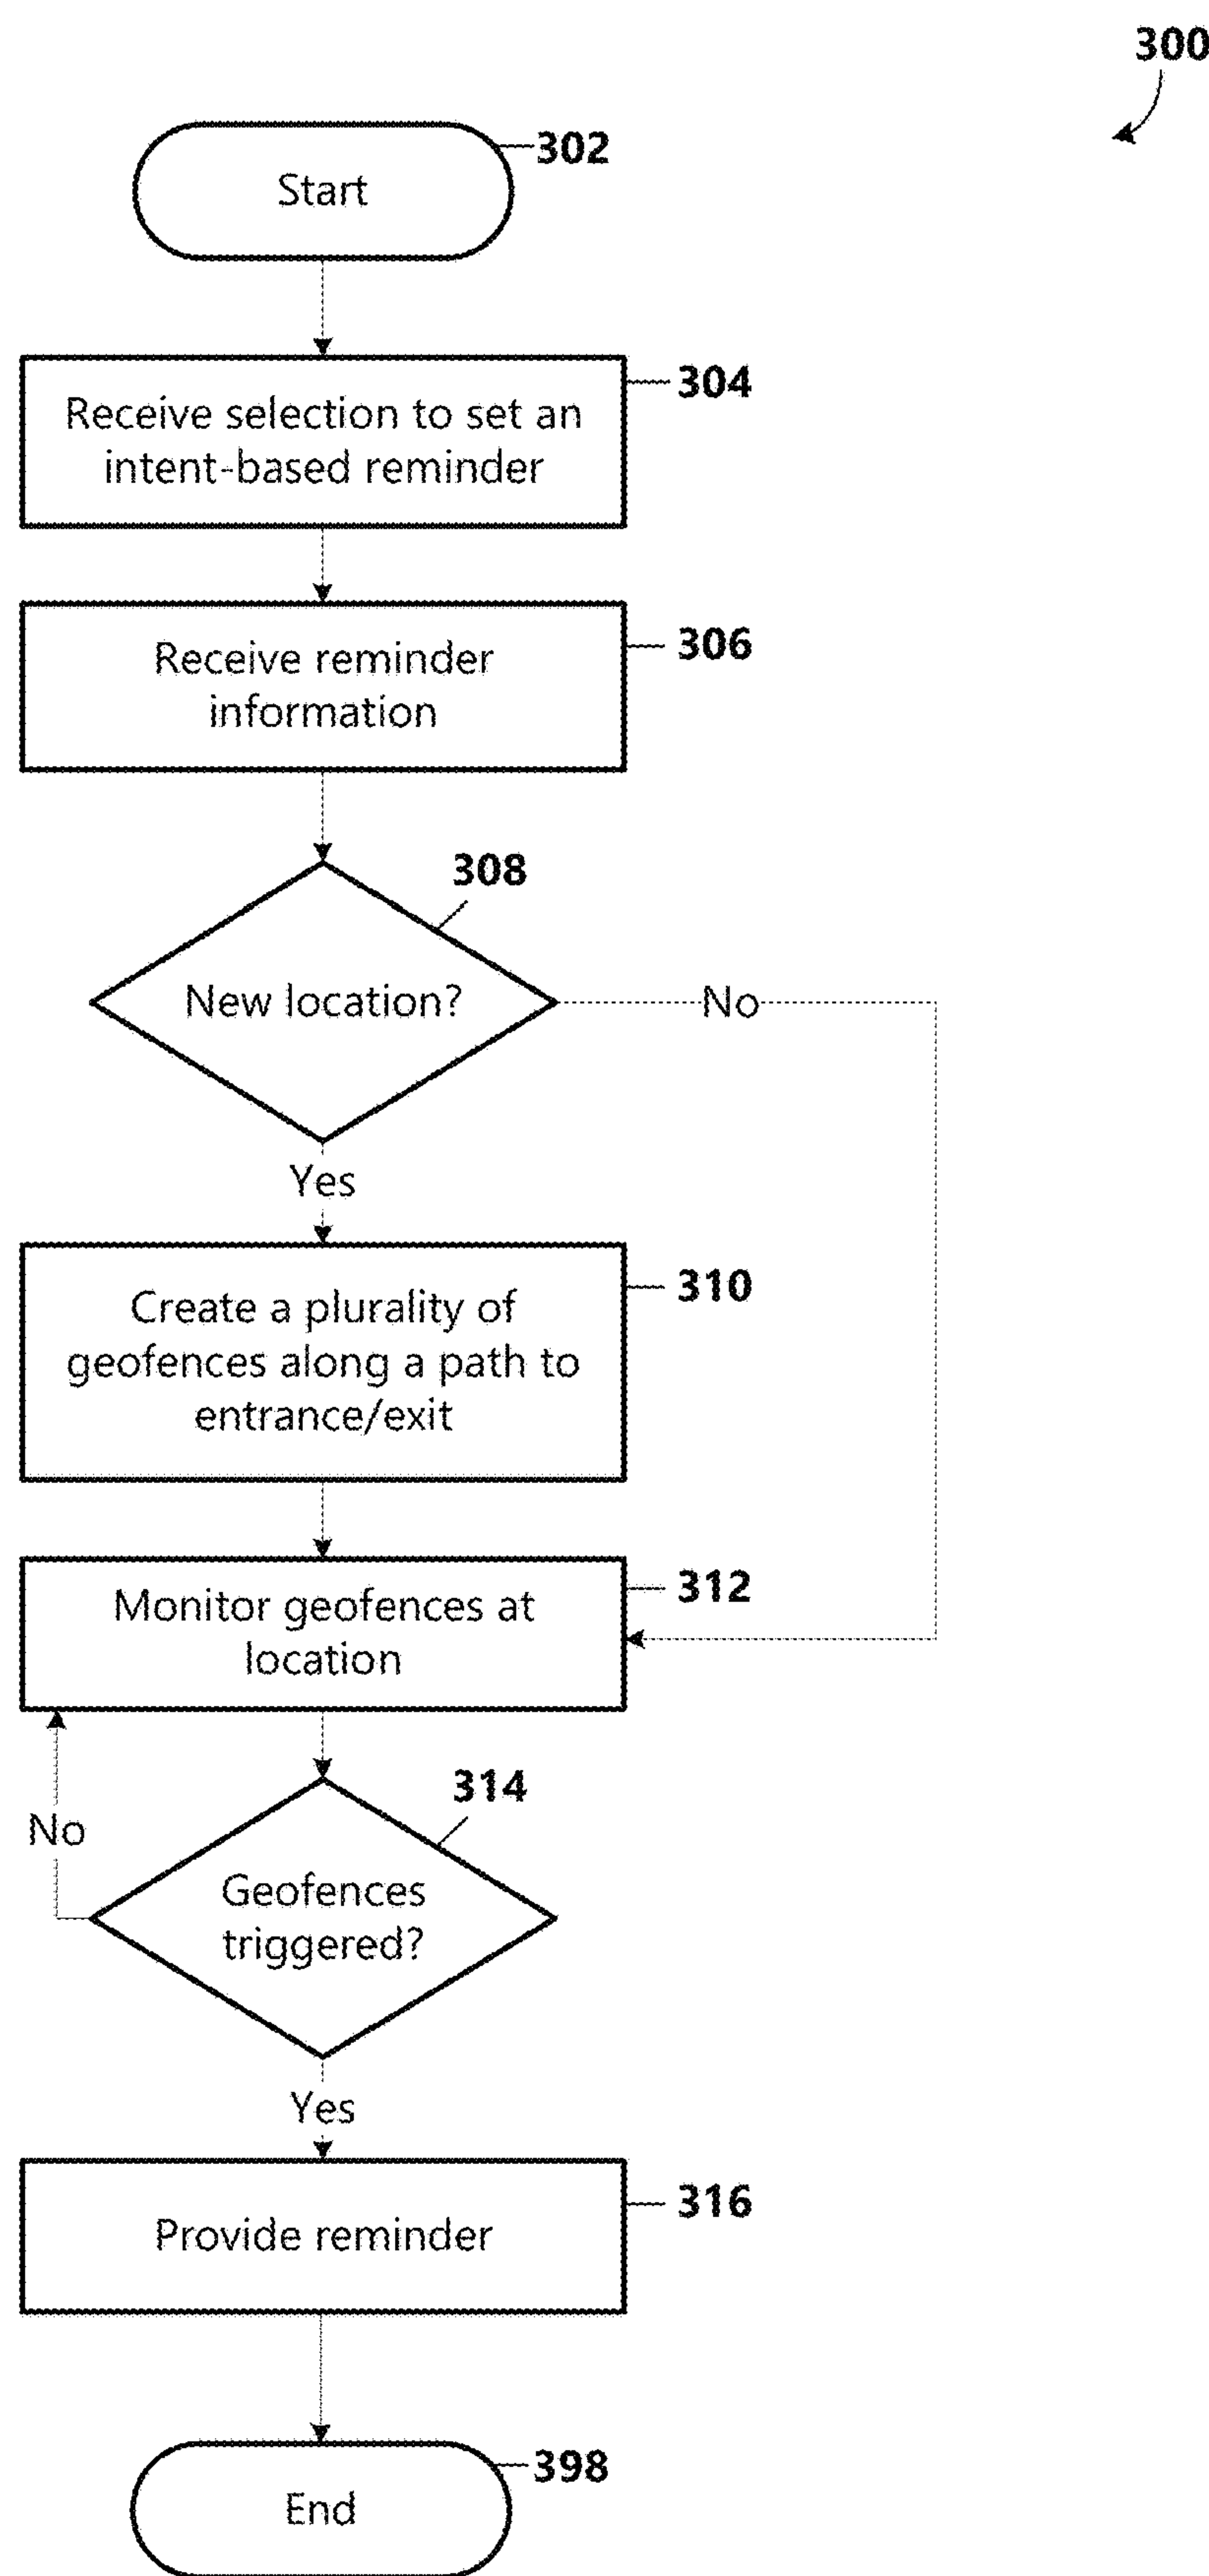 300
302
Start
304
Receive selection to set an
intent-based reminder
306
Receive reminder
information
308
New location?
No
Yes
310
Create a plurality of
geofences along a path to
entrance/exit
312
Monitor geofences at
location
314
No
Geofences
triggered?
Yes
316
Provide reminder
398
End